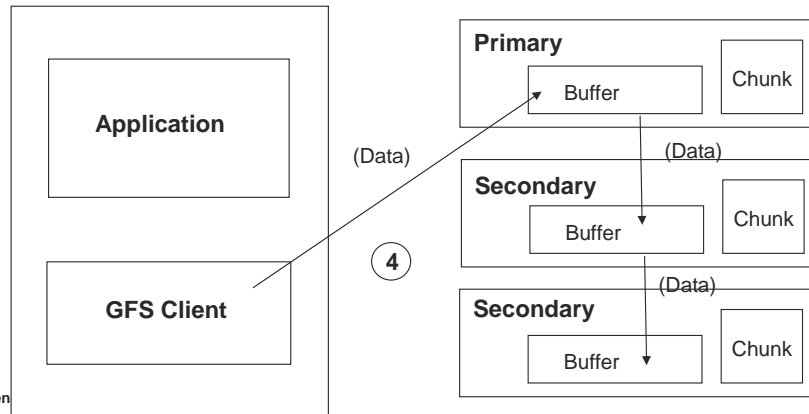 Primary
Chunk
Buffer
Application
(Data)
(Data)
Secondary
Chunk
Buffer
4
(Data)
GFS Client
Secondary
Chunk
Buffer